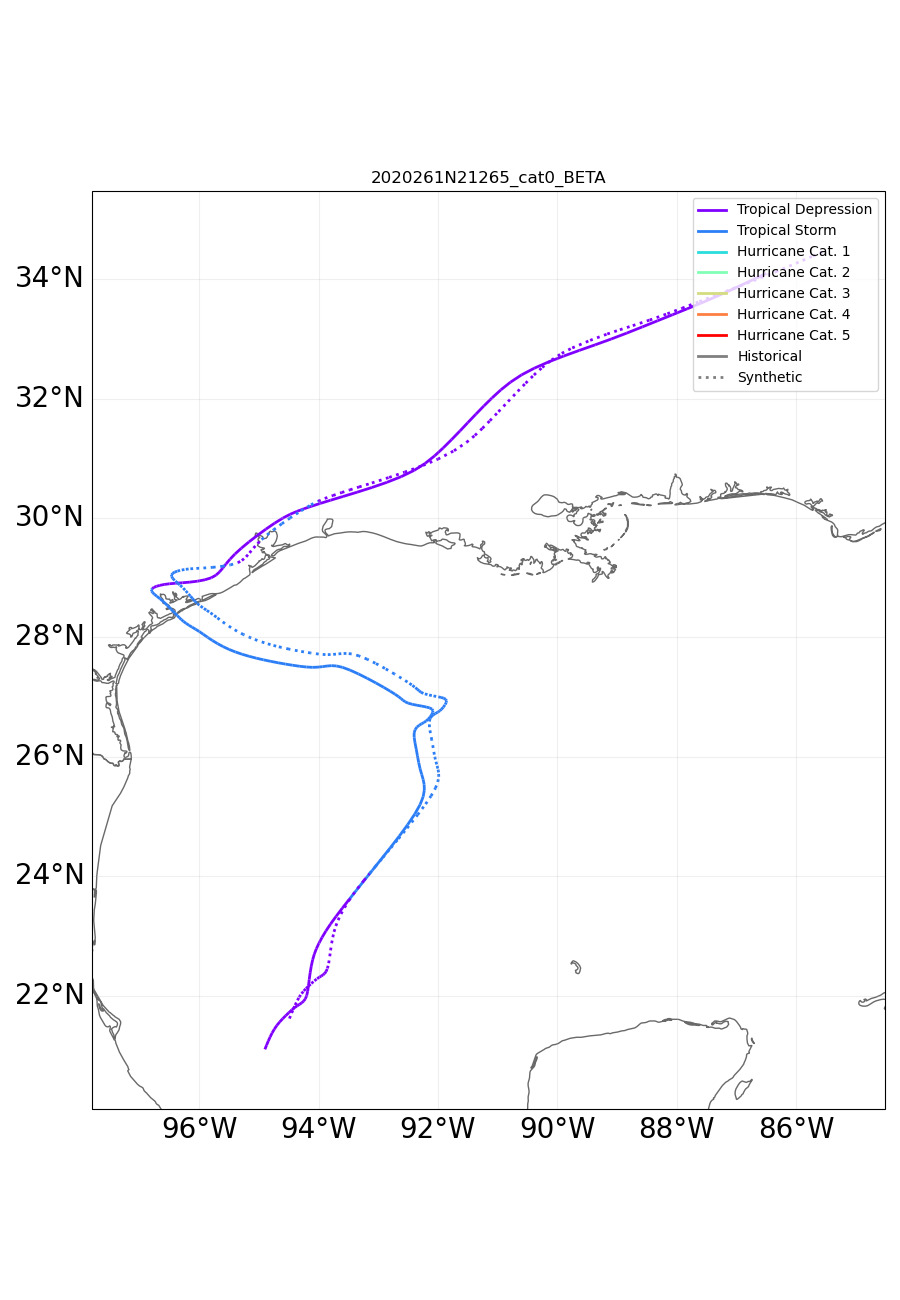 2020261N21265_cat0_BETA
Tropical Depression
Tropical Storm
Hurricane Cat. 1
Hurricane Cat. 2
Hurricane Cat. 3
Hurricane Cat. 4
Hurricane Cat. 5
Historical
Synthetic
34°N
32°N
30°N
28°N
26°N
24°N
22°N
96°W 94°W 92°W 90°W 88°W 86°W